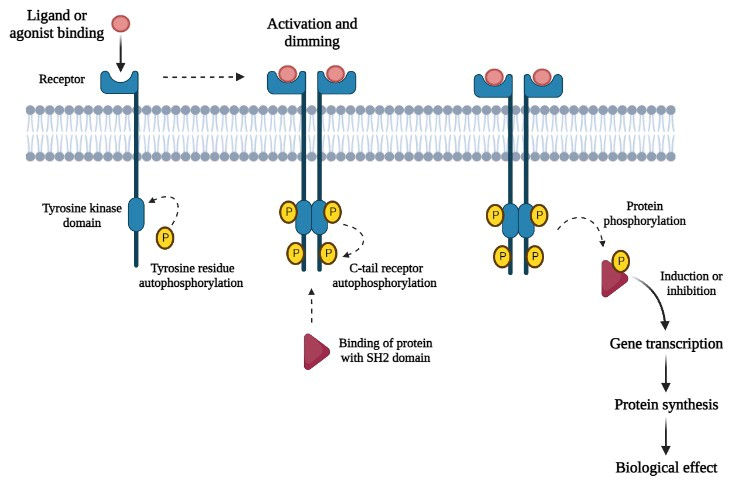 Ligand or
agonist binding
Activation and
dimming
Receptor
Tyrosine kinase
domain
P
Tyrosine residue
autophosphorylation
P
P
P
P
C-tail receptor
autophosphorylation
Binding of protein
with SH2 domain
P
P
P
P
Protein
phosphorylation
P
Induction or
inhibition
Gene transcription
Protein synthesis
Biological effect